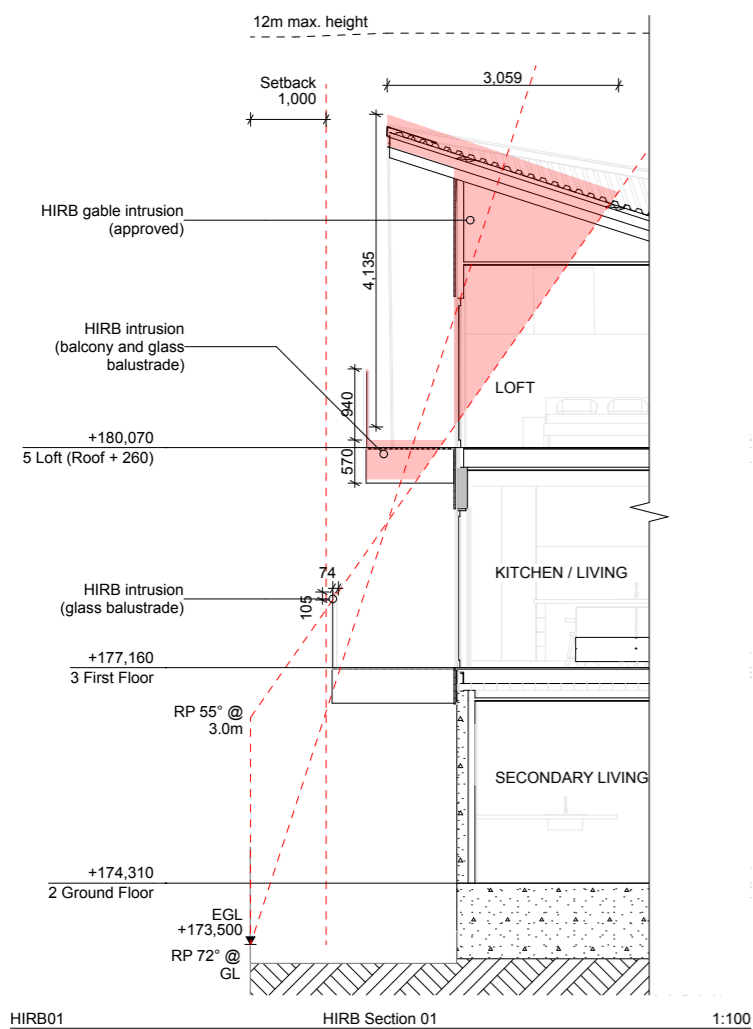 12m max. height
Setback
1,000
3,059
HIRB gable intrusion
(approved)
4,135
HIRB intrusion
(balcony and glass
balustrade)
940
LOFT
+180,070
5 Loft (Roof + 260)
570
74
KITCHEN / LIVING
HIRB intrusion
(glass balustrade)
105
+177,160
3 First Floor
RP 55° @
3.0m
SECONDARY LIVING
+174,310
2 Ground Floor
EGL
+173,500
RP 72° @
GL
HIRB01
HIRB Section 01
1:100